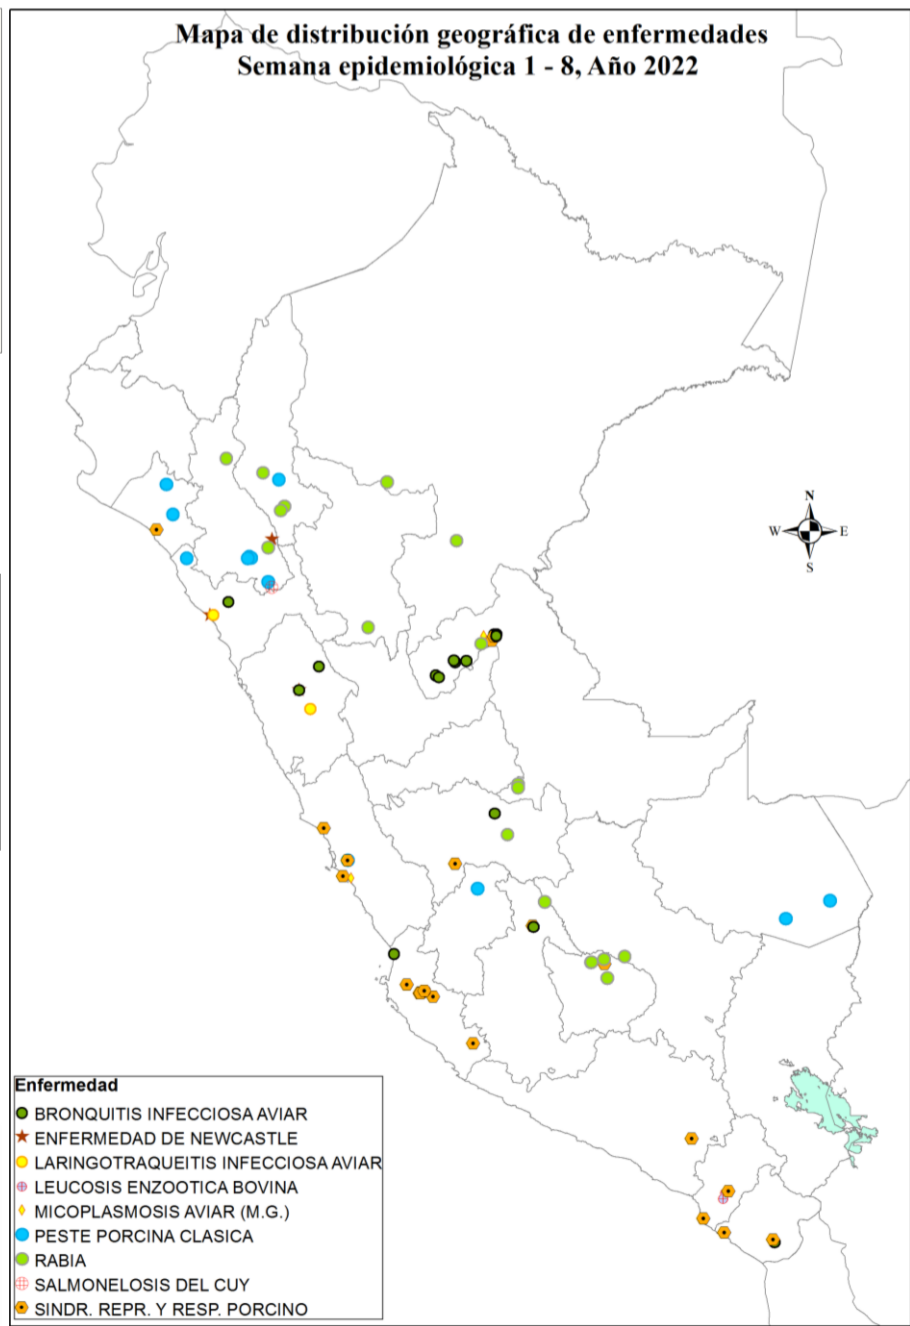 Mapa de distribución geográfica de enfermedades
Semana epidemiológica 1 - 8, Año 2022
N
W
E
S
Enfermedad
BRONQUITIS INFECCIOSA AVIAR
ENFERMEDAD DE NEWCASTLE
LARINGOTRAQUEITIS INFECCIOSA AVIAR
LEUCOSIS ENZOOTICA BOVINA
MICOPLASMOSIS AVIAR (M.G.)
PESTE PORCINA CLASICA
RABIA
SALMONELOSIS DEL CUY
SINDR. REPR. Y RESP. PORCINO